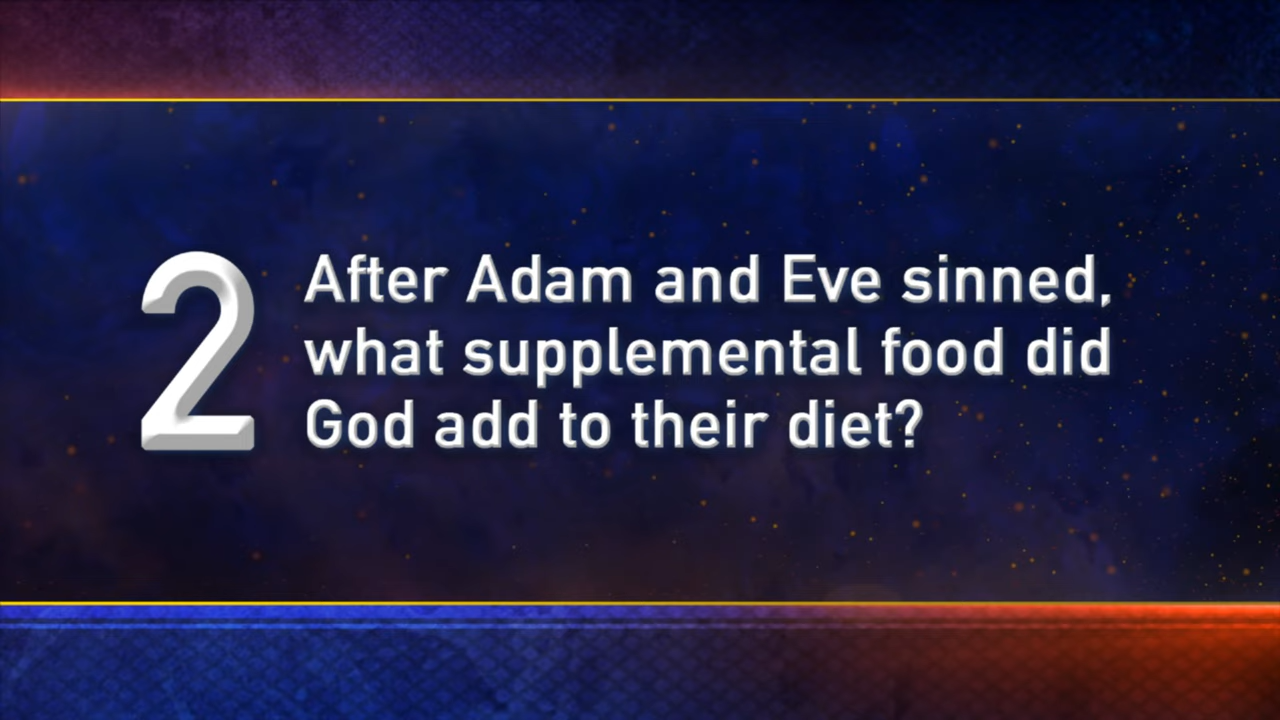 2
After Adam and Eve sinned,
what supplemental food did
God add to their diet?